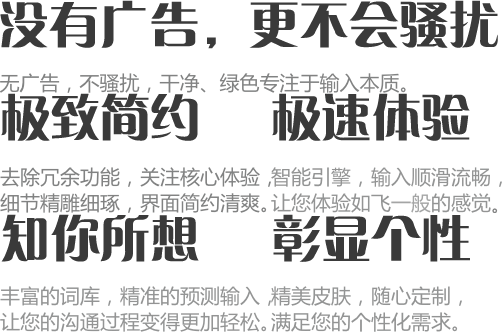 没有广告，更不会骚扰
无广告，不骚扰，干净、绿色专注于输入本质。
极致简约
去除冗余功能，关注核心体验，
细节精雕细琢，界面简约清爽。
极速体验
智能引擎，输入顺滑流畅，
让您体验如飞一般的感觉。
知你所想
丰富的词库，精准的预测输入，
让您的沟通过程变得更加轻松。
彰显个性
精美皮肤，随心定制，
满足您的个性化需求。